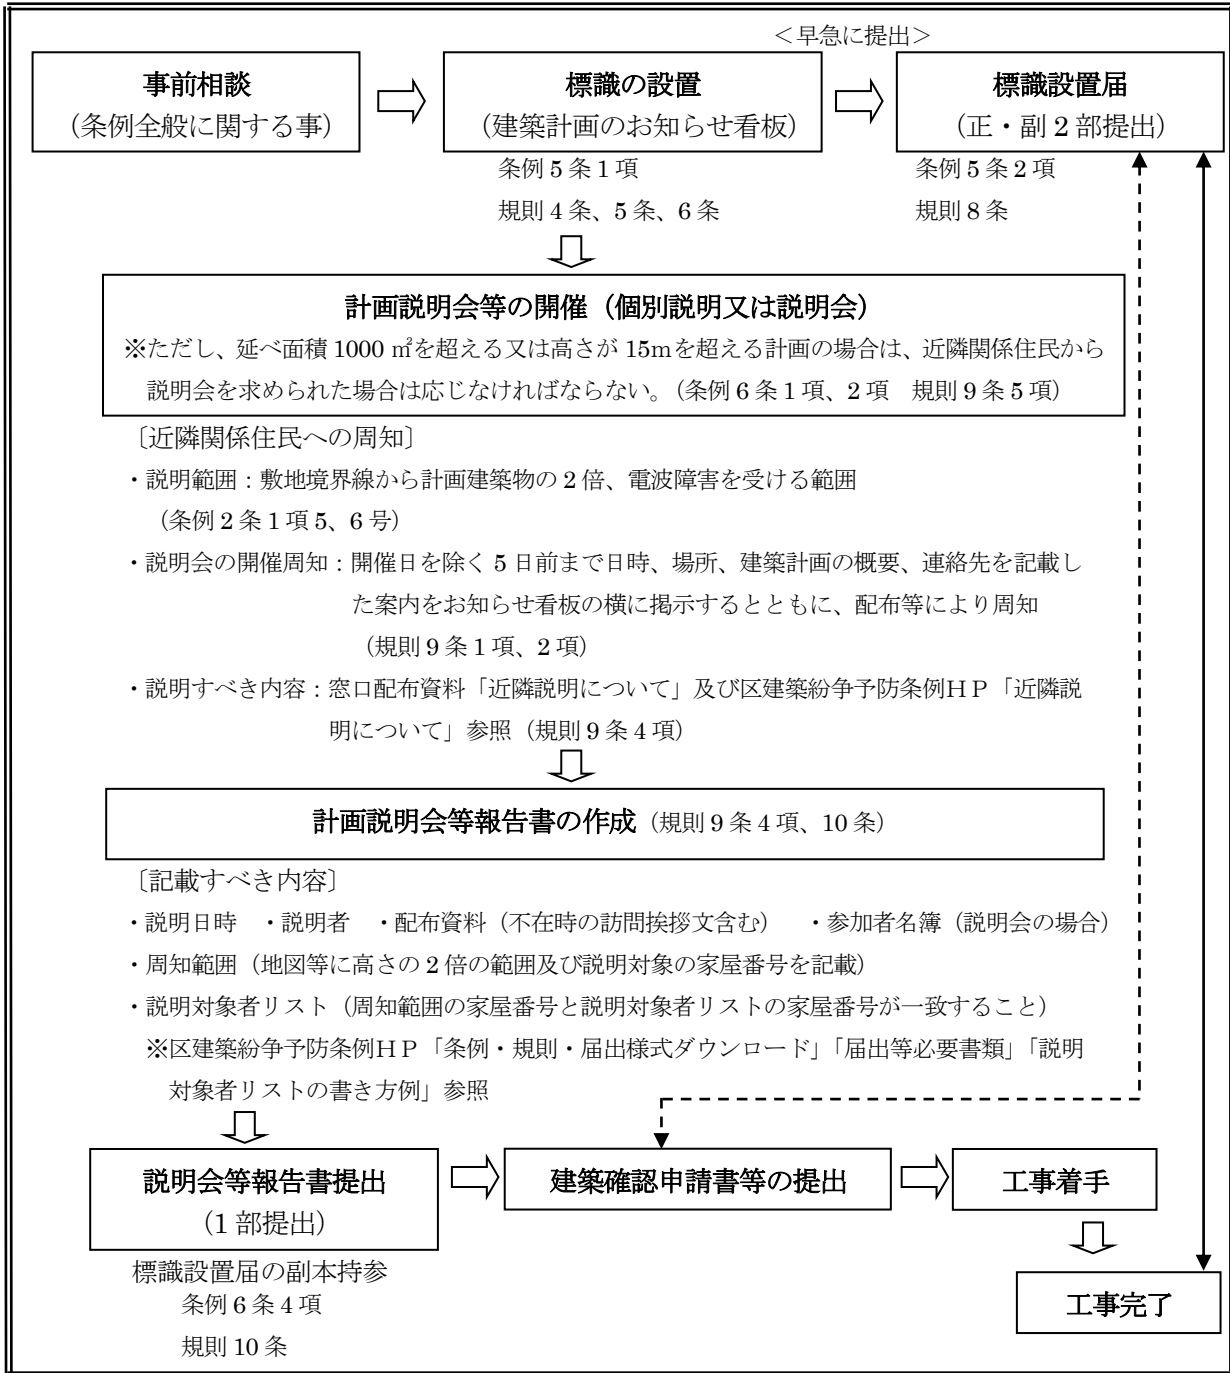 ＜早急に提出＞
事前相談
（条例全般に関する事）
標識の設置
（建築計画のお知らせ看板）
標識設置届
（正・副２部提出）
条例５条１項
規則４条、５条、６条
条例５条２項
規則８条
計画説明会等の開催（個別説明又は説明会）
※ただし、延べ面積 1000 ㎡を超える又は高さが 15ｍを超える計画の場合は、近隣関係住民から
説明会を求められた場合は応じなければならない。（条例６条１項、２項　規則９条５項）
〔近隣関係住民への周知〕
・説明範囲：敷地境界線から計画建築物の２倍、電波障害を受ける範囲
（条例２条１項５、６号）
・説明会の開催周知：開催日を除く５日前まで日時、場所、建築計画の概要、連絡先を記載し
た案内をお知らせ看板の横に掲示するとともに、配布等により周知
（規則９条１項、２項）
・説明すべき内容：窓口配布資料「近隣説明について」及び区建築紛争予防条例ＨＰ「近隣説
明について」参照（規則９条４項）
計画説明会等報告書の作成（規則９条４項、10 条）
〔記載すべき内容〕
・説明日時　・説明者　・配布資料（不在時の訪問挨拶文含む）　・参加者名簿（説明会の場合）
・周知範囲（地図等に高さの２倍の範囲及び説明対象の家屋番号を記載）
・説明対象者リスト（周知範囲の家屋番号と説明対象者リストの家屋番号が一致すること）
※区建築紛争予防条例ＨＰ「条例・規則・届出様式ダウンロード」「届出等必要書類」「説明
対象者リストの書き方例」参照
説明会等報告書提出
（１部提出）
建築確認申請書等の提出
工事着手
標識設置届の副本持参
条例６条４項
規則 10 条
工事完了